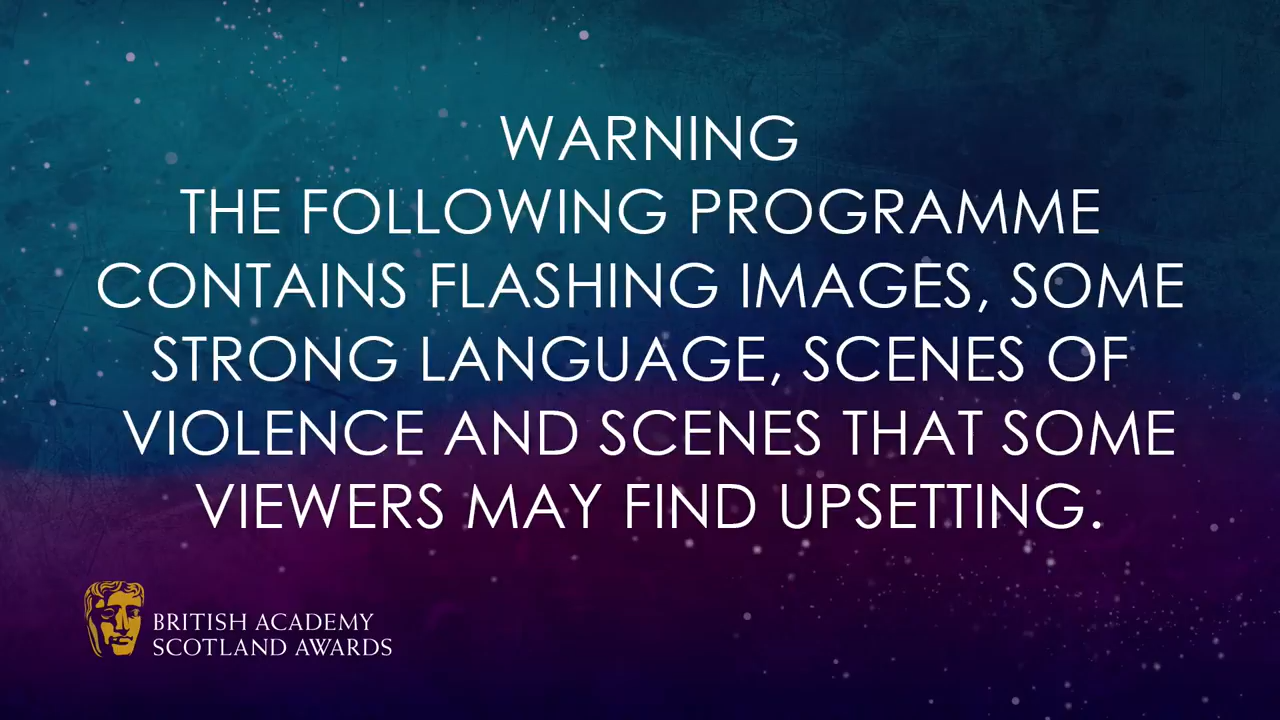 WARNING
THE FOLLOWING PROGRAMME
CONTAINS FLASHING IMAGES, SOME
STRONG LANGUAGE, SCENES OF
VIOLENCE AND SCENES THAT SOME
VIEWERS MAY FIND UPSETTING.
BRITISH ACADEMY
SCOTLAND AWARDS